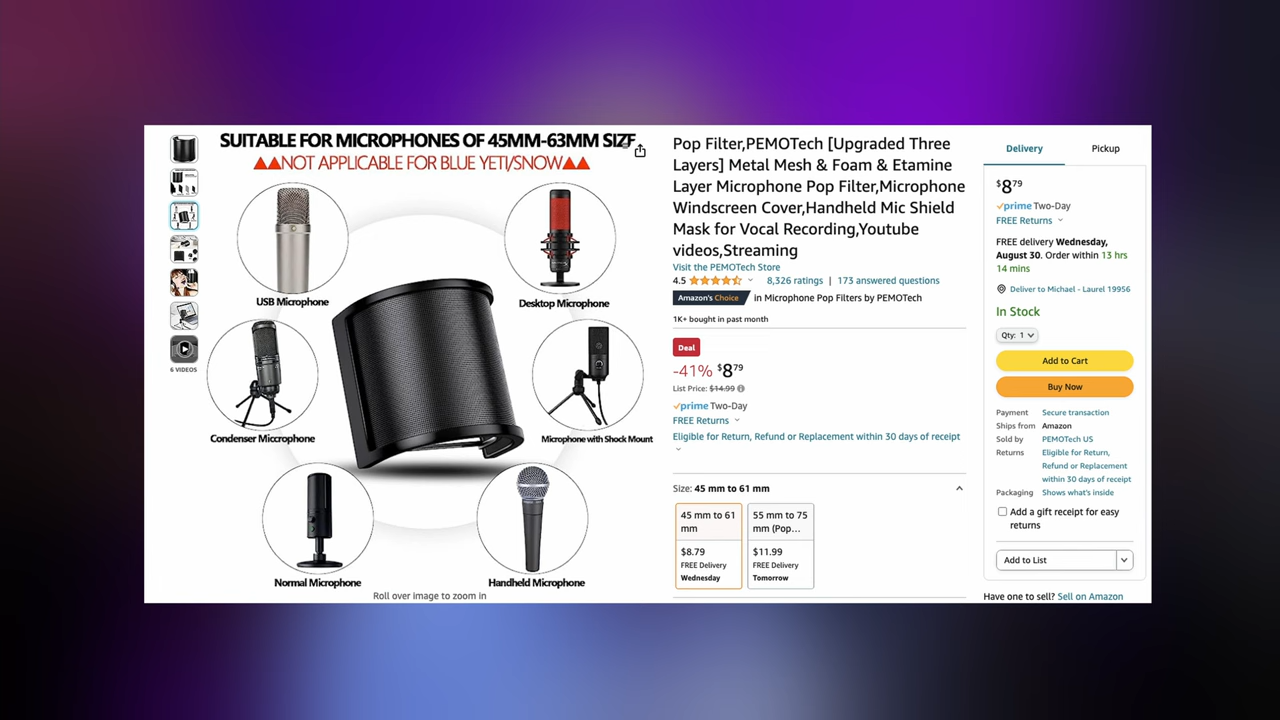 SUITABLE FOR MICROPHONES OF 45MM-63MM SIZE
▲▲NOT APPLICABLE FOR BLUE YETI/SNOW▲▲
USB Microphone
Desktop Microphone
Condenser Miccrophone
Microphone with Shock Mount
Normal Microphone
Handheld Microphone
6 VIDEOS
Roll over image to zoom in
Pop Filter,PEMOTech [Upgraded Three
Layers] Metal Mesh & Foam & Etamine
Layer Microphone Pop Filter,Microphone
Windscreen Cover,Handheld Mic Shield
Mask for Vocal Recording,Youtube
videos,Streaming
Visit the PEMOTech Store
4.5 8,326 ratings | 173 answered questions
Amazon's Choice in Microphone Pop Filters by PEMOTech
1K+ bought in past month
Deal
-41% $8 79
List Price: $14.99
prime Two-Day
FREE Returns
Eligible for Return, Refund or Replacement within 30 days of receipt
Size: 45 mm to 61 mm
45 mm to 61
mm
$8.79
FREE Delivery
Wednesday
55 mm to 75
mm (Pop...
$11.99
FREE Delivery
Tomorrow
Delivery
Pickup
$8 79
prime Two-Day
FREE Returns
FREE delivery Wednesday,
August 30. Order within 13 hrs
14 mins
Deliver to Michael - Laurel 19956
In Stock
Qty: 1
Add to Cart
Buy Now
Payment Secure transaction
Ships from Amazon
Sold by PEMOTech US
Returns Eligible for Return,
Refund or Replacement
within 30 days of receipt
Packaging Shows what's inside
Add a gift receipt for easy
returns
Add to List
Have one to sell? Sell on Amazon